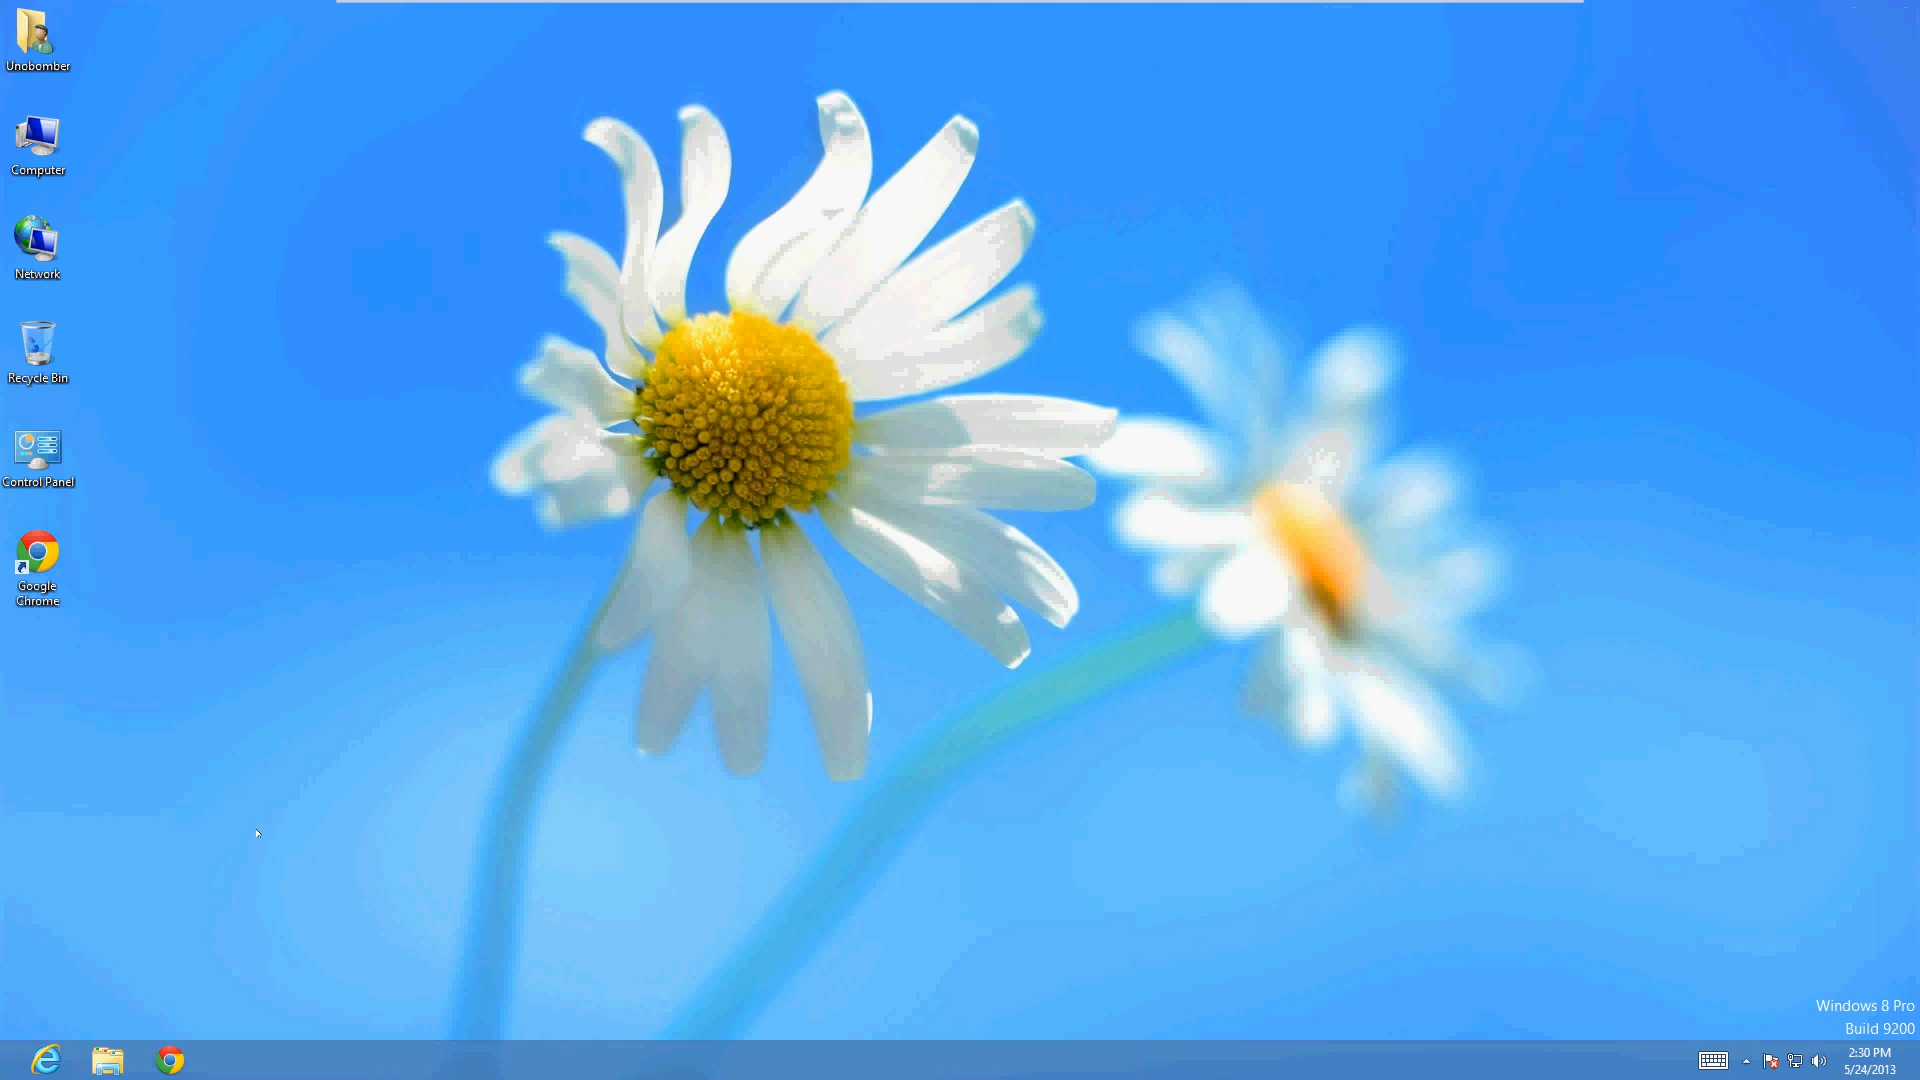 Unobomber
Computer
Network
Recycle Bin
Control Panel
Google
Chrome
Windows 8 Pro
Build 9200
2:30 PM
5/24/2013